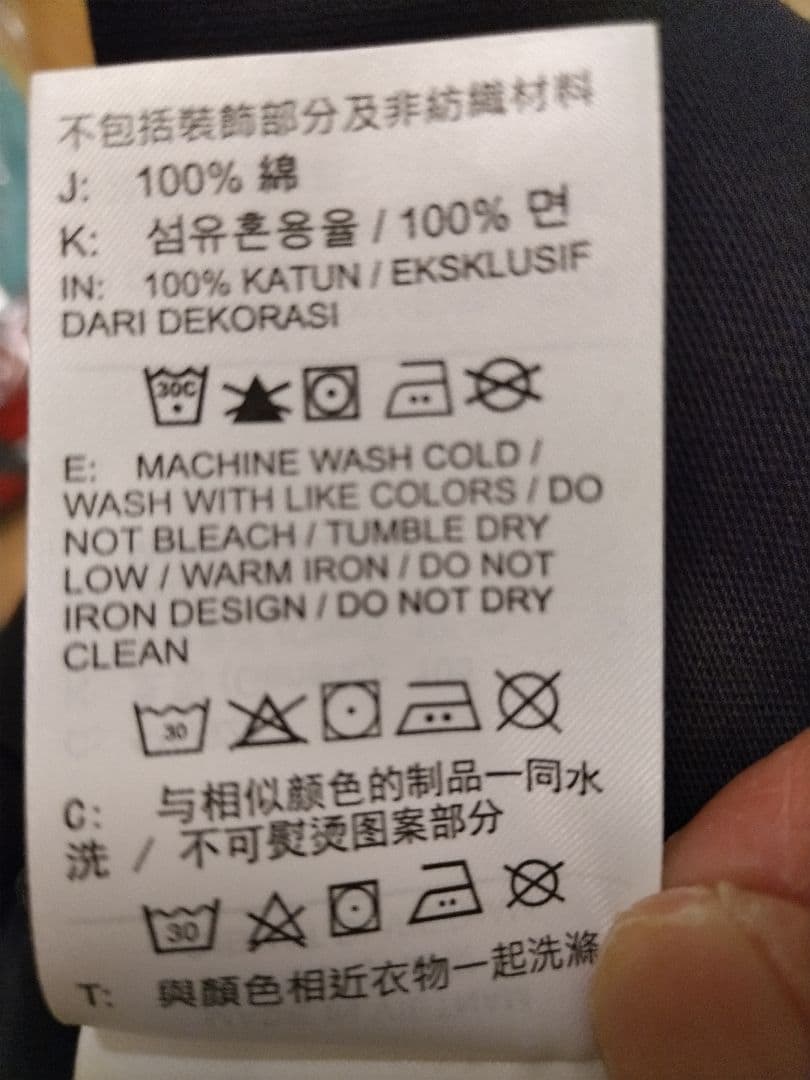 不包括裝飾部分及非紡織材料
J: 100% 綿
K: 섬유혼용율 / 100% 면
IN: 100% KATUN / EKSKLUSIF
DARI DEKORASI
30C
E: MACHINE WASH COLD /
WASH WITH LIKE COLORS / DO
NOT BLEACH / TUMBLE DRY
LOW / WARM IRON / DO NOT
IRON DESIGN / DO NOT DRY
CLEAN
30
C: 与相似颜色的制品一同水
洗 / 不可熨烫图案部分
30
T: 與顏色相近衣物一起洗滌